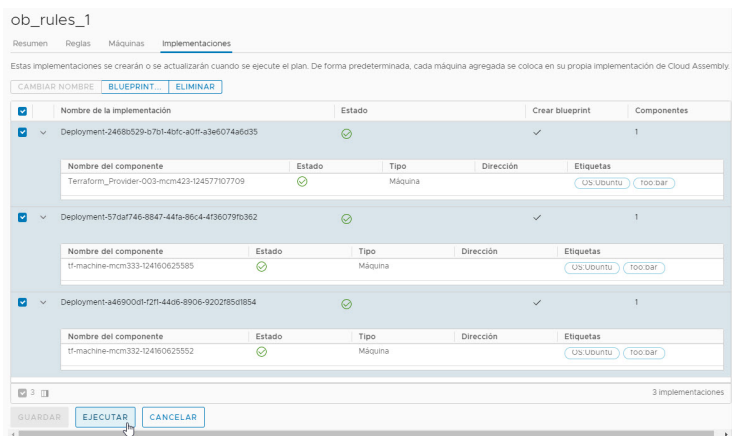 ob_rules_1
Resumen Reglas Máquinas Implementaciones
Estas implementaciones se crearán o se actualizarán cuando se ejecute el plan. De forma predeterminada, cada máquina agregada se coloca en su propia implementación de Cloud Assembly.
CAMBIAR NOMBRE BLUEPRINT... ELIMINAR
Nombre de la implementación Estado Crear blueprint Componentes
Deployment-2468b529-b7b1-4bfc-a0ff-a3e6074a6d35 1
Nombre del componente Estado Tipo Dirección Etiquetas
Terraform_Provider-003-mcm423-124577107709 Máquina OS:Ubuntu foo:bar
Deployment-57daf746-8847-44fa-86c4-4f36079fb362 1
Nombre del componente Estado Tipo Dirección Etiquetas
tf-machine-mcm333-124160625585 Máquina OS:Ubuntu foo:bar
Deployment-a46900d1-f2f1-44d6-8906-9202f85d1854 1
Nombre del componente Estado Tipo Dirección Etiquetas
tf-machine-mcm332-124160625552 Máquina OS:Ubuntu foo:bar
3 3 implementaciones
GUARDAR EJECUTAR CANCELAR